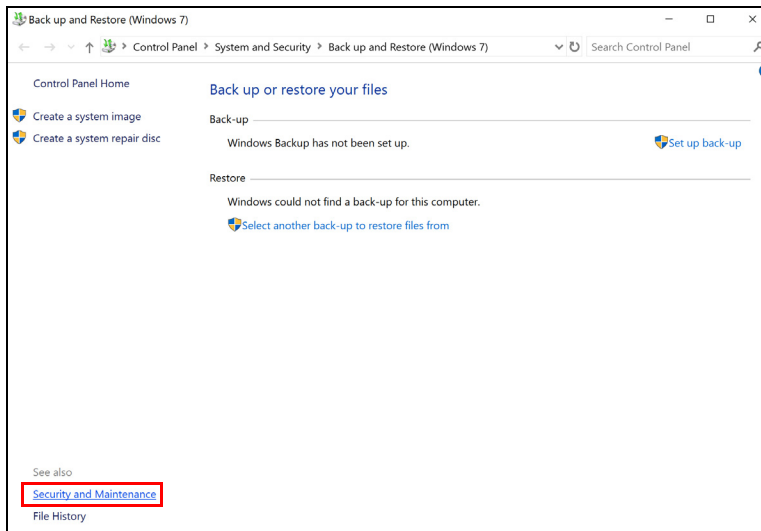 Back up and Restore (Windows 7)
Control Panel > System and Security > Back up and Restore (Windows 7)
Search Control Panel
Control Panel Home
Create a system image
Create a system repair disc
Back up or restore your files
Back-up
Windows Backup has not been set up.
Set up back-up
Restore
Windows could not find a back-up for this computer.
Select another back-up to restore files from
See also
Security and Maintenance
File History